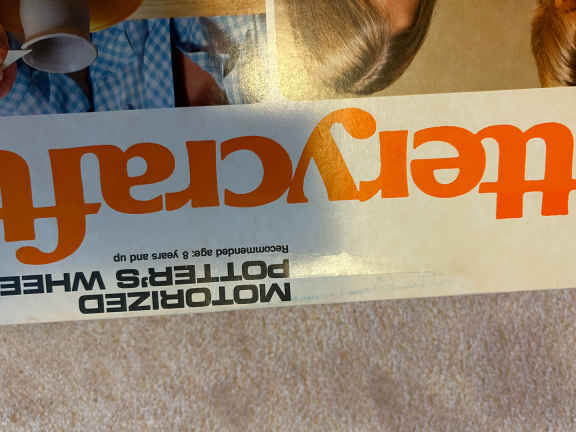 MOTORIZED
POTTER'S WHEE
Recommended age: 8 years and up
tterycraft